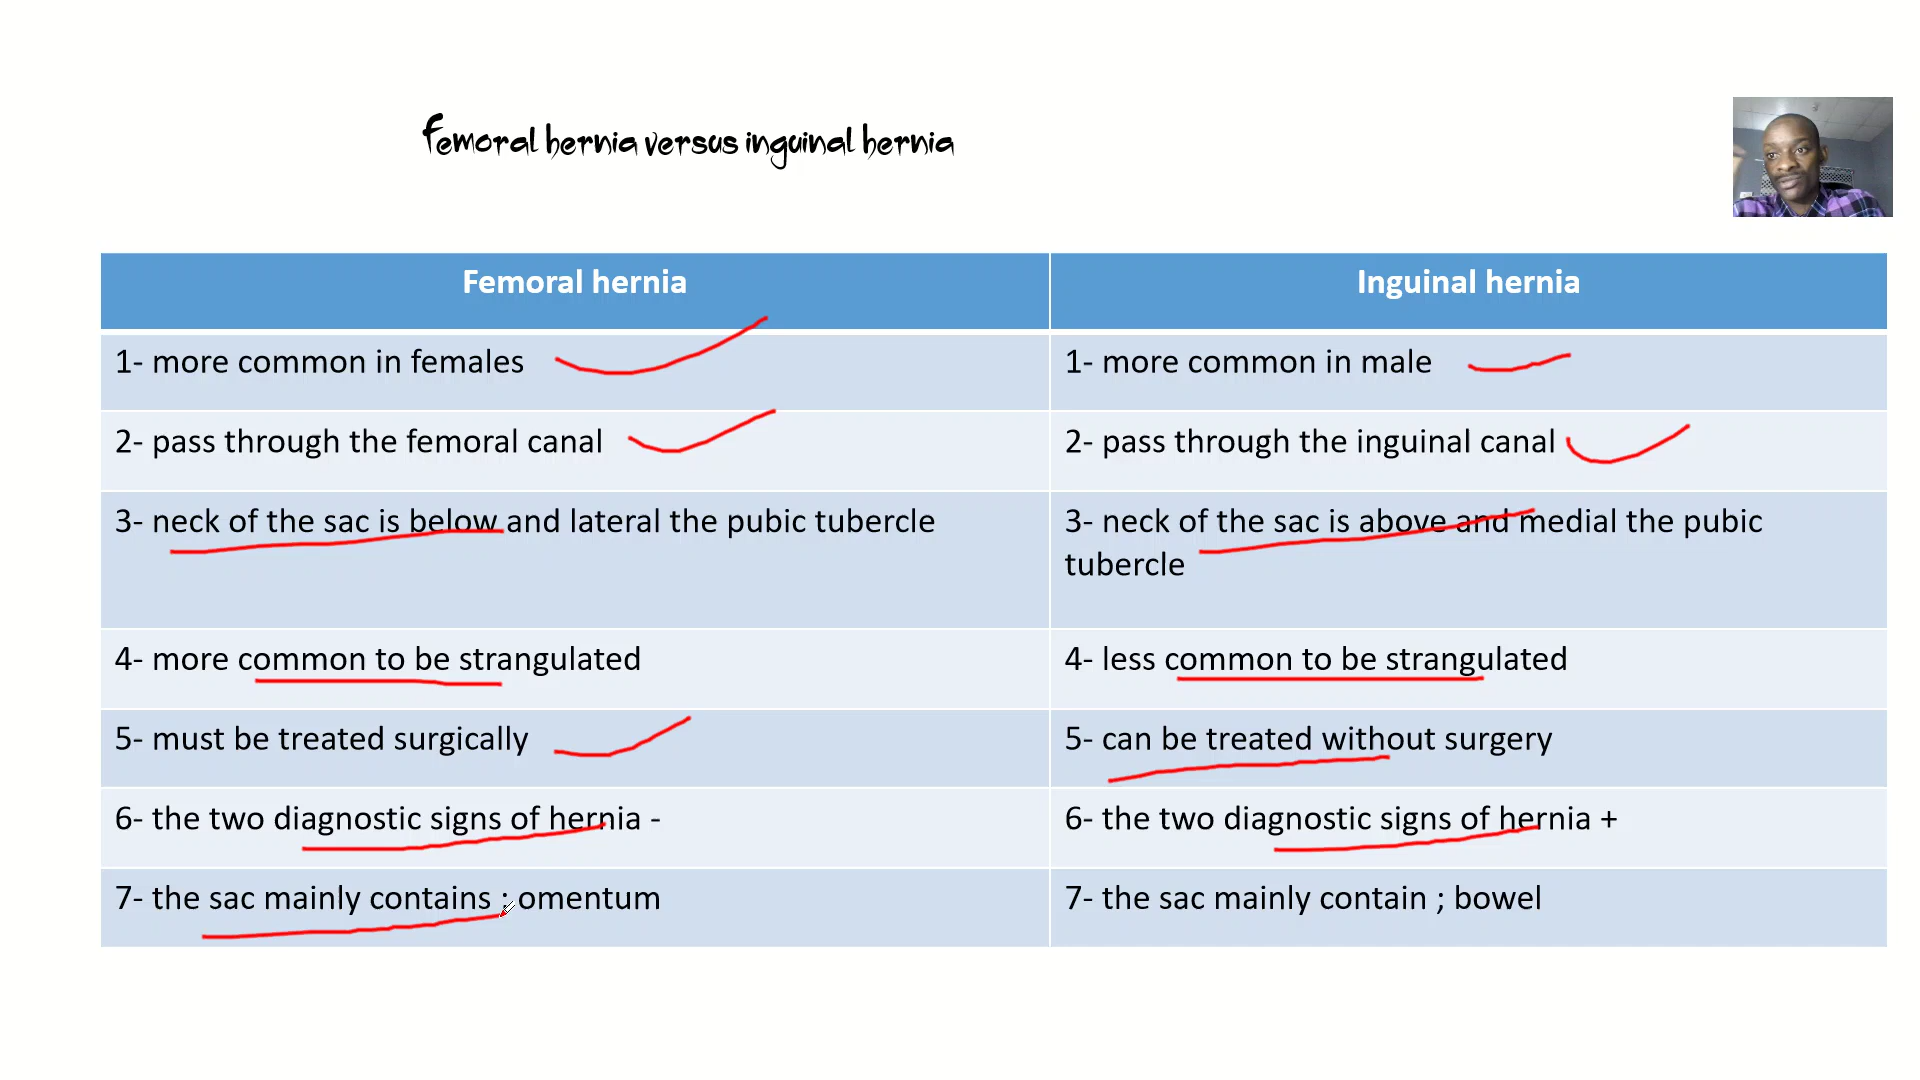 Femoral hernia versus inguinal hernia
Femoral hernia
Inguinal hernia
1- more common in females
1- more common in male
2- pass through the femoral canal
2- pass through the inguinal canal
3- neck of the sac is below and lateral the pubic tubercle
3- neck of the sac is above and medial the pubic
tubercle
4- more common to be strangulated
4- less common to be strangulated
5- must be treated surgically
5- can be treated without surgery
6- the two diagnostic signs of hernia -
6- the two diagnostic signs of hernia +
7- the sac mainly contains ; omentum
7- the sac mainly contain ; bowel